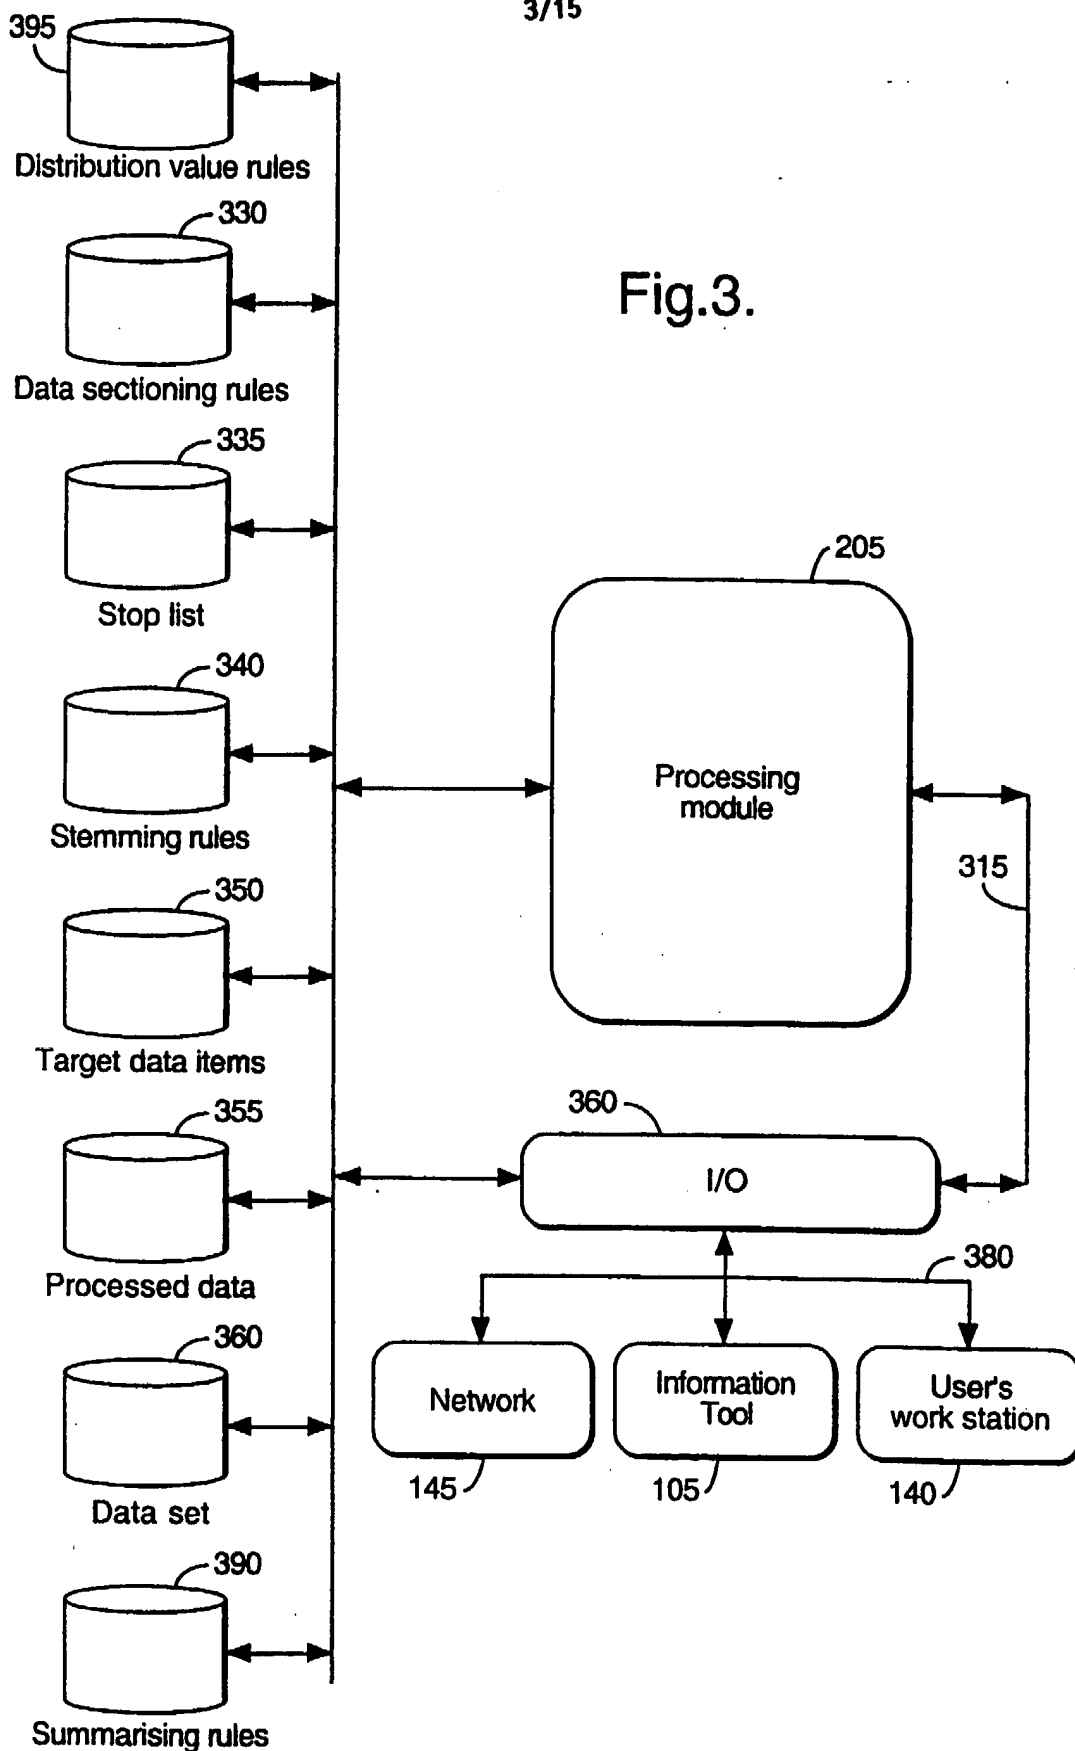 3/15
395
Distribution value rules
330
Data sectioning rules
Fig.3.
335
Stop list
205
340
Stemming rules
Processing
module
315
350
Target data items
360
I/O
355
Processed data
380
Network
Information
Tool
User's
work station
145
105
140
360
Data set
390
Summarising rules